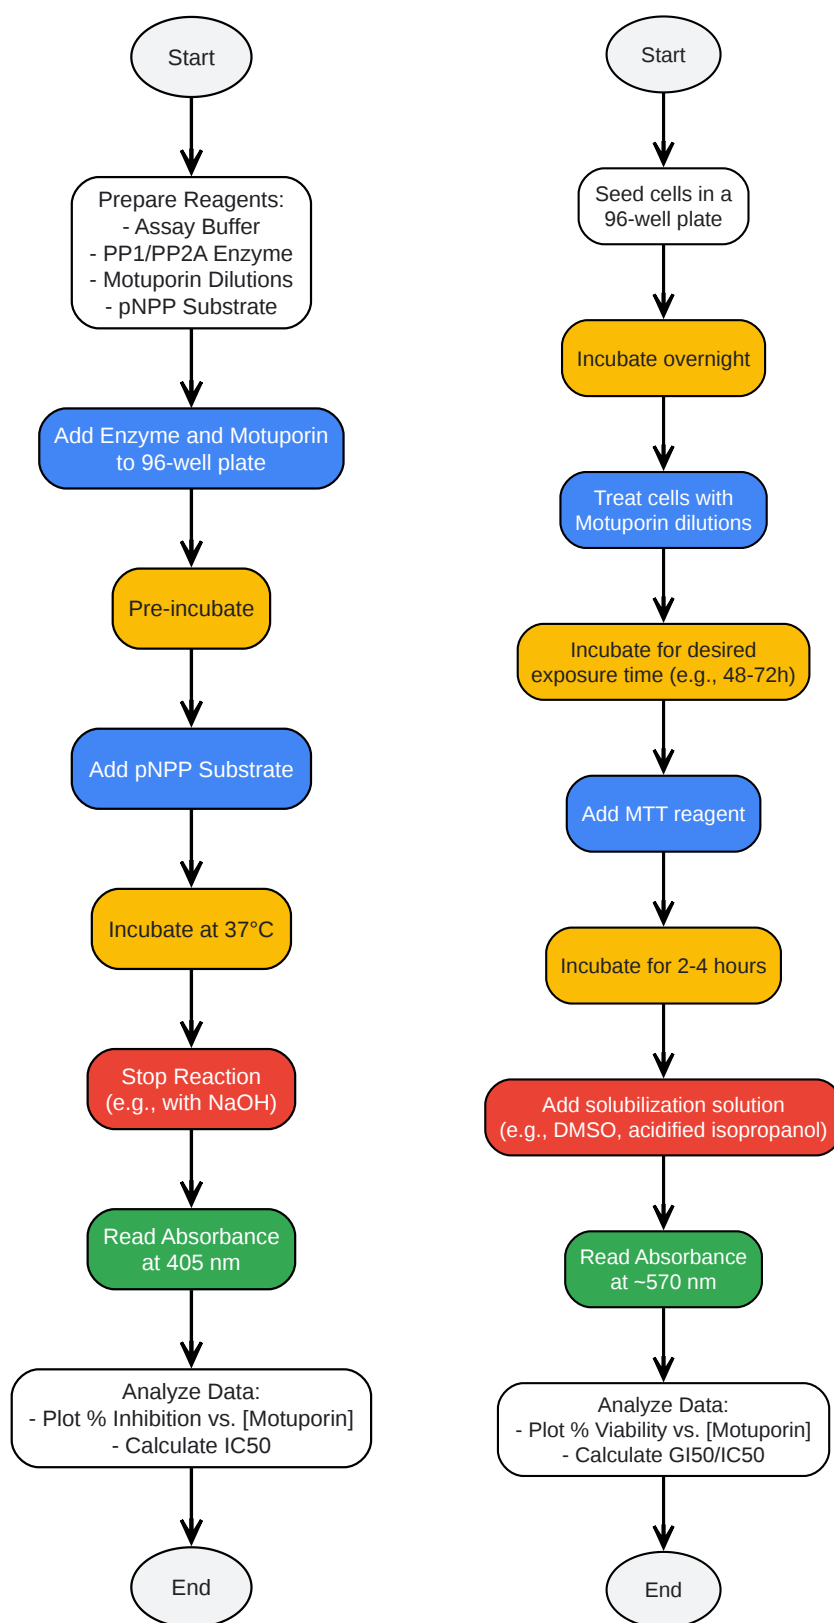 Start
Prepare Reagents:
- Assay Buffer
- PP1/PP2A Enzyme
- Motuporin Dilutions
- pNPP Substrate
Add Enzyme and Motuporin
to 96-well plate
Pre-incubate
Add pNPP Substrate
Incubate at 37°C
Stop Reaction
(e.g., with NaOH)
Read Absorbance
at 405 nm
Analyze Data:
- Plot % Inhibition vs. [Motuporin]
- Calculate IC50
End
Start
Seed cells in a
96-well plate
Incubate overnight
Treat cells with
Motuporin dilutions
Incubate for desired
exposure time (e.g., 48-72h)
Add MTT reagent
Incubate for 2-4 hours
Add solubilization solution
(e.g., DMSO, acidified isopropanol)
Read Absorbance
at ~570 nm
Analyze Data:
- Plot % Viability vs. [Motuporin]
- Calculate GI50/IC50
End